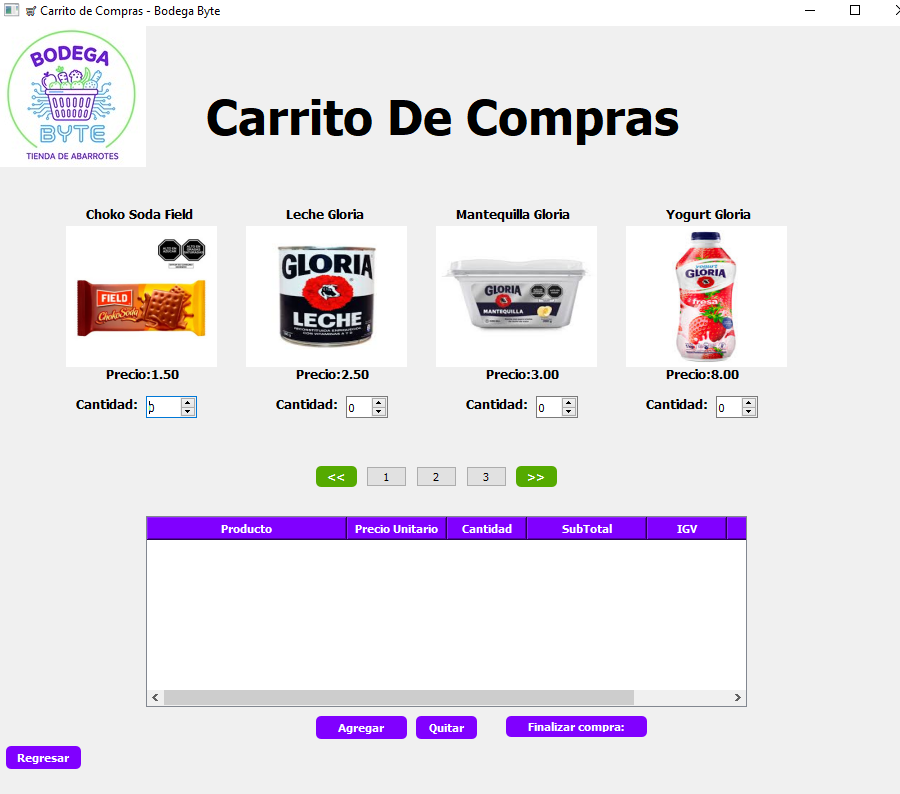 Carrito de Compras - Bodega Byte
BODEGA
BYTE
TIENDA DE ABARROTES
Carrito De Compras
Choko Soda Field
Leche Gloria
Mantequilla Gloria
Yogurt Gloria
FIELD
ChokoSoda
GLORIA
LECHE
GLORIA
MANTEQUILLA
yogurt
GLORIA
fresa
Precio:1.50
Precio:2.50
Precio:3.00
Precio:8.00
Cantidad: 0
Cantidad: 0
Cantidad: 0
Cantidad: 0
<< 1 2 3 >>
Producto Precio Unitario Cantidad SubTotal IGV
Agregar Quitar Finalizar compra:
Regresar